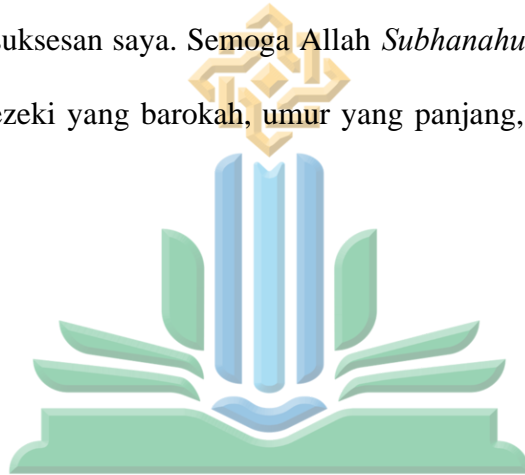 uksesan saya. Semoga Allah Subhanahu
ezeki yang barokah, umur yang panjang,